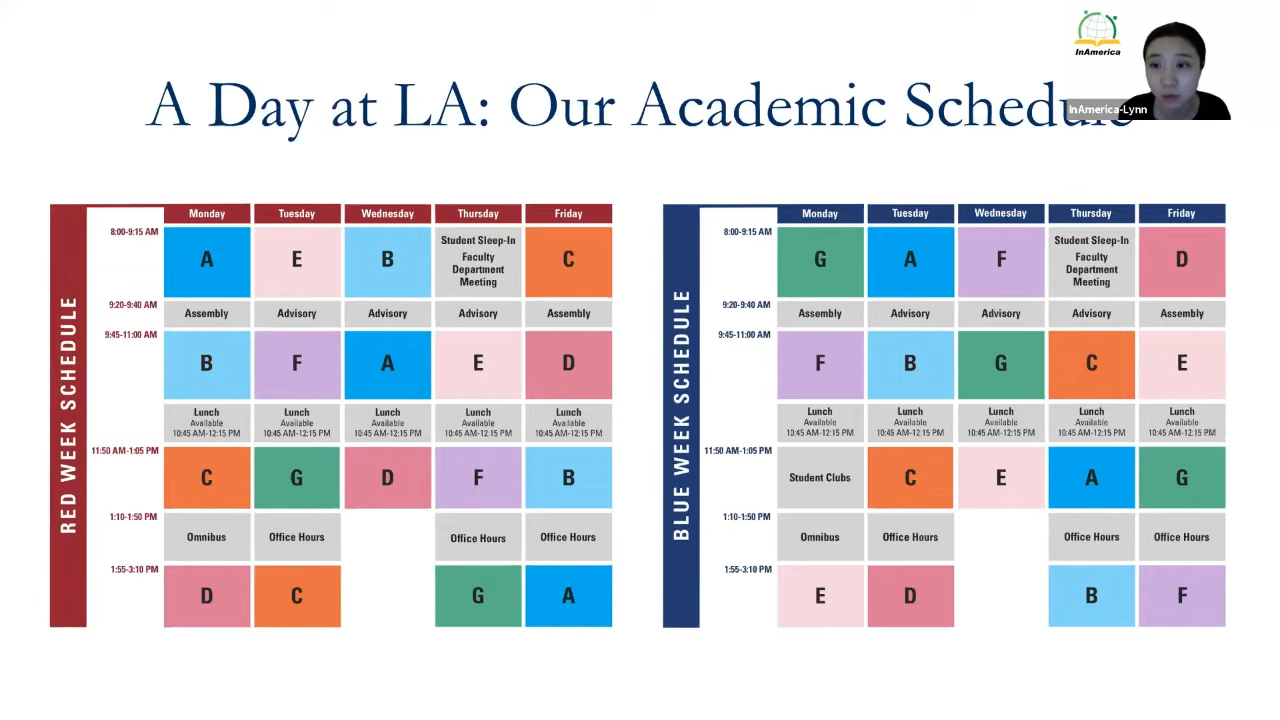 InAmerica
InAmerica-Lynn
A Day at LA: Our Academic Schedule
RED WEEK SCHEDULE
Monday Tuesday Wednesday Thursday Friday
8:00-9:15 AM
A E B Student Sleep-In Faculty Department Meeting C
9:20-9:40 AM
Assembly Advisory Advisory Advisory Assembly
9:45-11:00 AM
B F A E D
Lunch Lunch Lunch Lunch Lunch
Available Available Available Available Available
10:45 AM-12:15 PM 10:45 AM-12:15 PM 10:45 AM-12:15 PM 10:45 AM-12:15 PM 10:45 AM-12:15 PM
11:50 AM-1:05 PM
C G D F B
1:10-1:50 PM
Omnibus Office Hours Office Hours Office Hours
1:55-3:10 PM
D C G A
BLUE WEEK SCHEDULE
Monday Tuesday Wednesday Thursday Friday
8:00-9:15 AM
G A F Student Sleep-In Faculty Department Meeting D
9:20-9:40 AM
Assembly Advisory Advisory Advisory Assembly
9:45-11:00 AM
F B G C E
Lunch Lunch Lunch Lunch Lunch
Available Available Available Available Available
10:45 AM-12:15 PM 10:45 AM-12:15 PM 10:45 AM-12:15 PM 10:45 AM-12:15 PM 10:45 AM-12:15 PM
11:50 AM-1:05 PM
Student Clubs C E A G
1:10-1:50 PM
Omnibus Office Hours Office Hours Office Hours
1:55-3:10 PM
E D B F